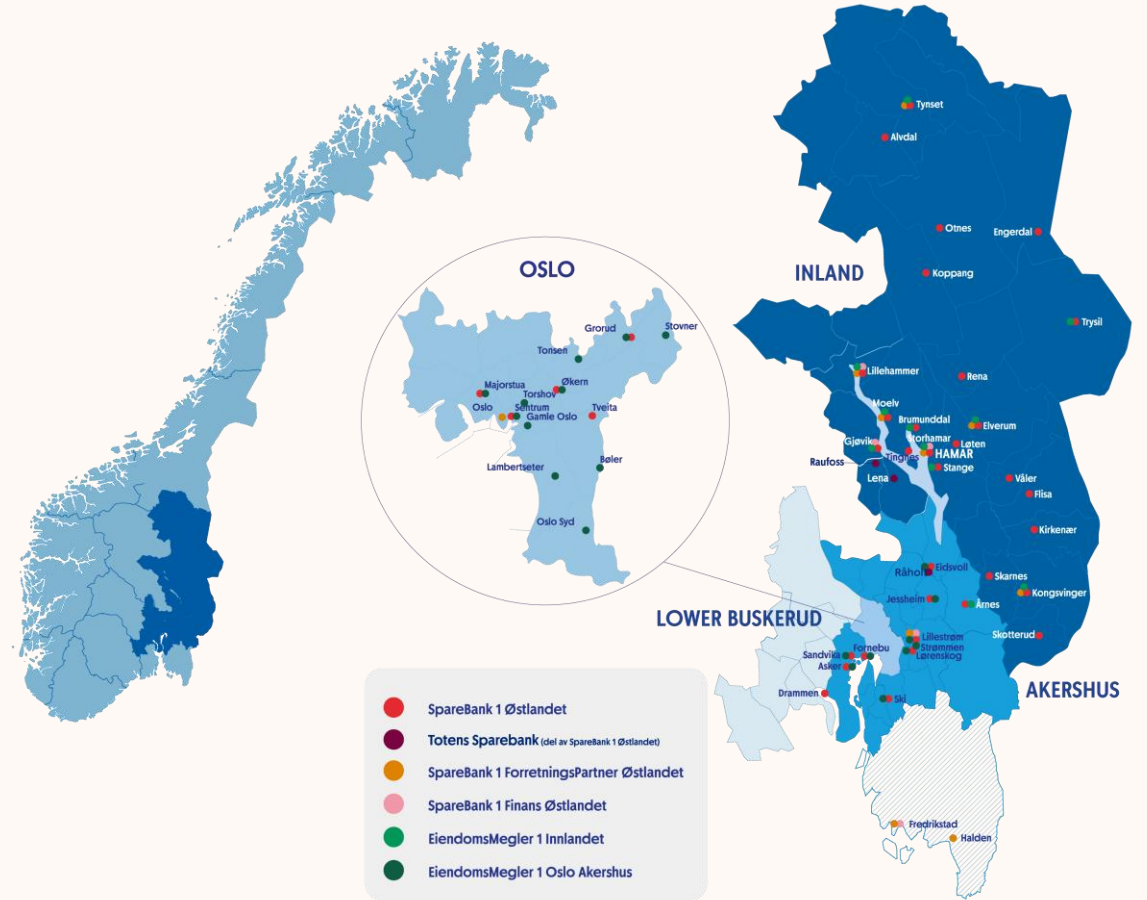 OSLO
Grorud
Stovner
Tonsen
Majorstua
Økern
Torshov
Oslo
Sentrum
Tveita
Gamle Oslo
Lambertseter
Bøler
Oslo Syd
INLAND
Tynset
Alvdal
Otnes
Engerdal
Koppang
Trysil
Lillehammer
Rena
Moelv
Brumunddal
Elverum
Storhamar
Gjøvik
Løten
HAMAR
Tingnes
Raufoss
Stange
Lena
Våler
Flisa
Kirkenær
Eidsvoll
Råholt
Skarnes
Kongsvinger
Jessheim
Årnes
LOWER BUSKERUD
Lillestrøm
Skotterud
Strømmen
Fornebu
Sandvika
Lørenskog
Asker
AKERSHUS
Drammen
Ski
Fredrikstad
Halden
SpareBank 1 Østlandet
Totens Sparebank (del av SpareBank 1 Østlandet)
SpareBank 1 ForretningsPartner Østlandet
SpareBank 1 Finans Østlandet
EiendomsMegler 1 Innlandet
EiendomsMegler 1 Oslo Akershus